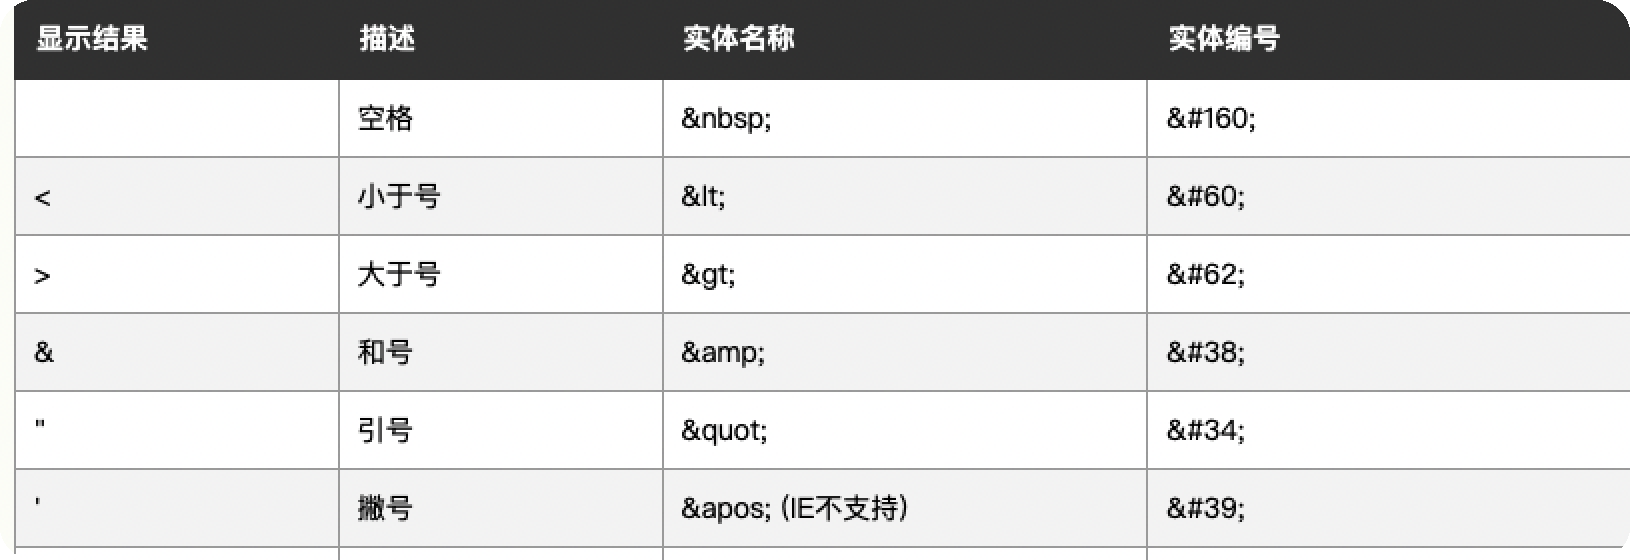 显示结果 描述 实体名称 实体编号
空格 &nbsp; &#160;
< 小于号 &lt; &#60;
> 大于号 &gt; &#62;
& 和号 &amp; &#38;
" 引号 &quot; &#34;
' 撇号 &apos; (IE不支持) &#39;